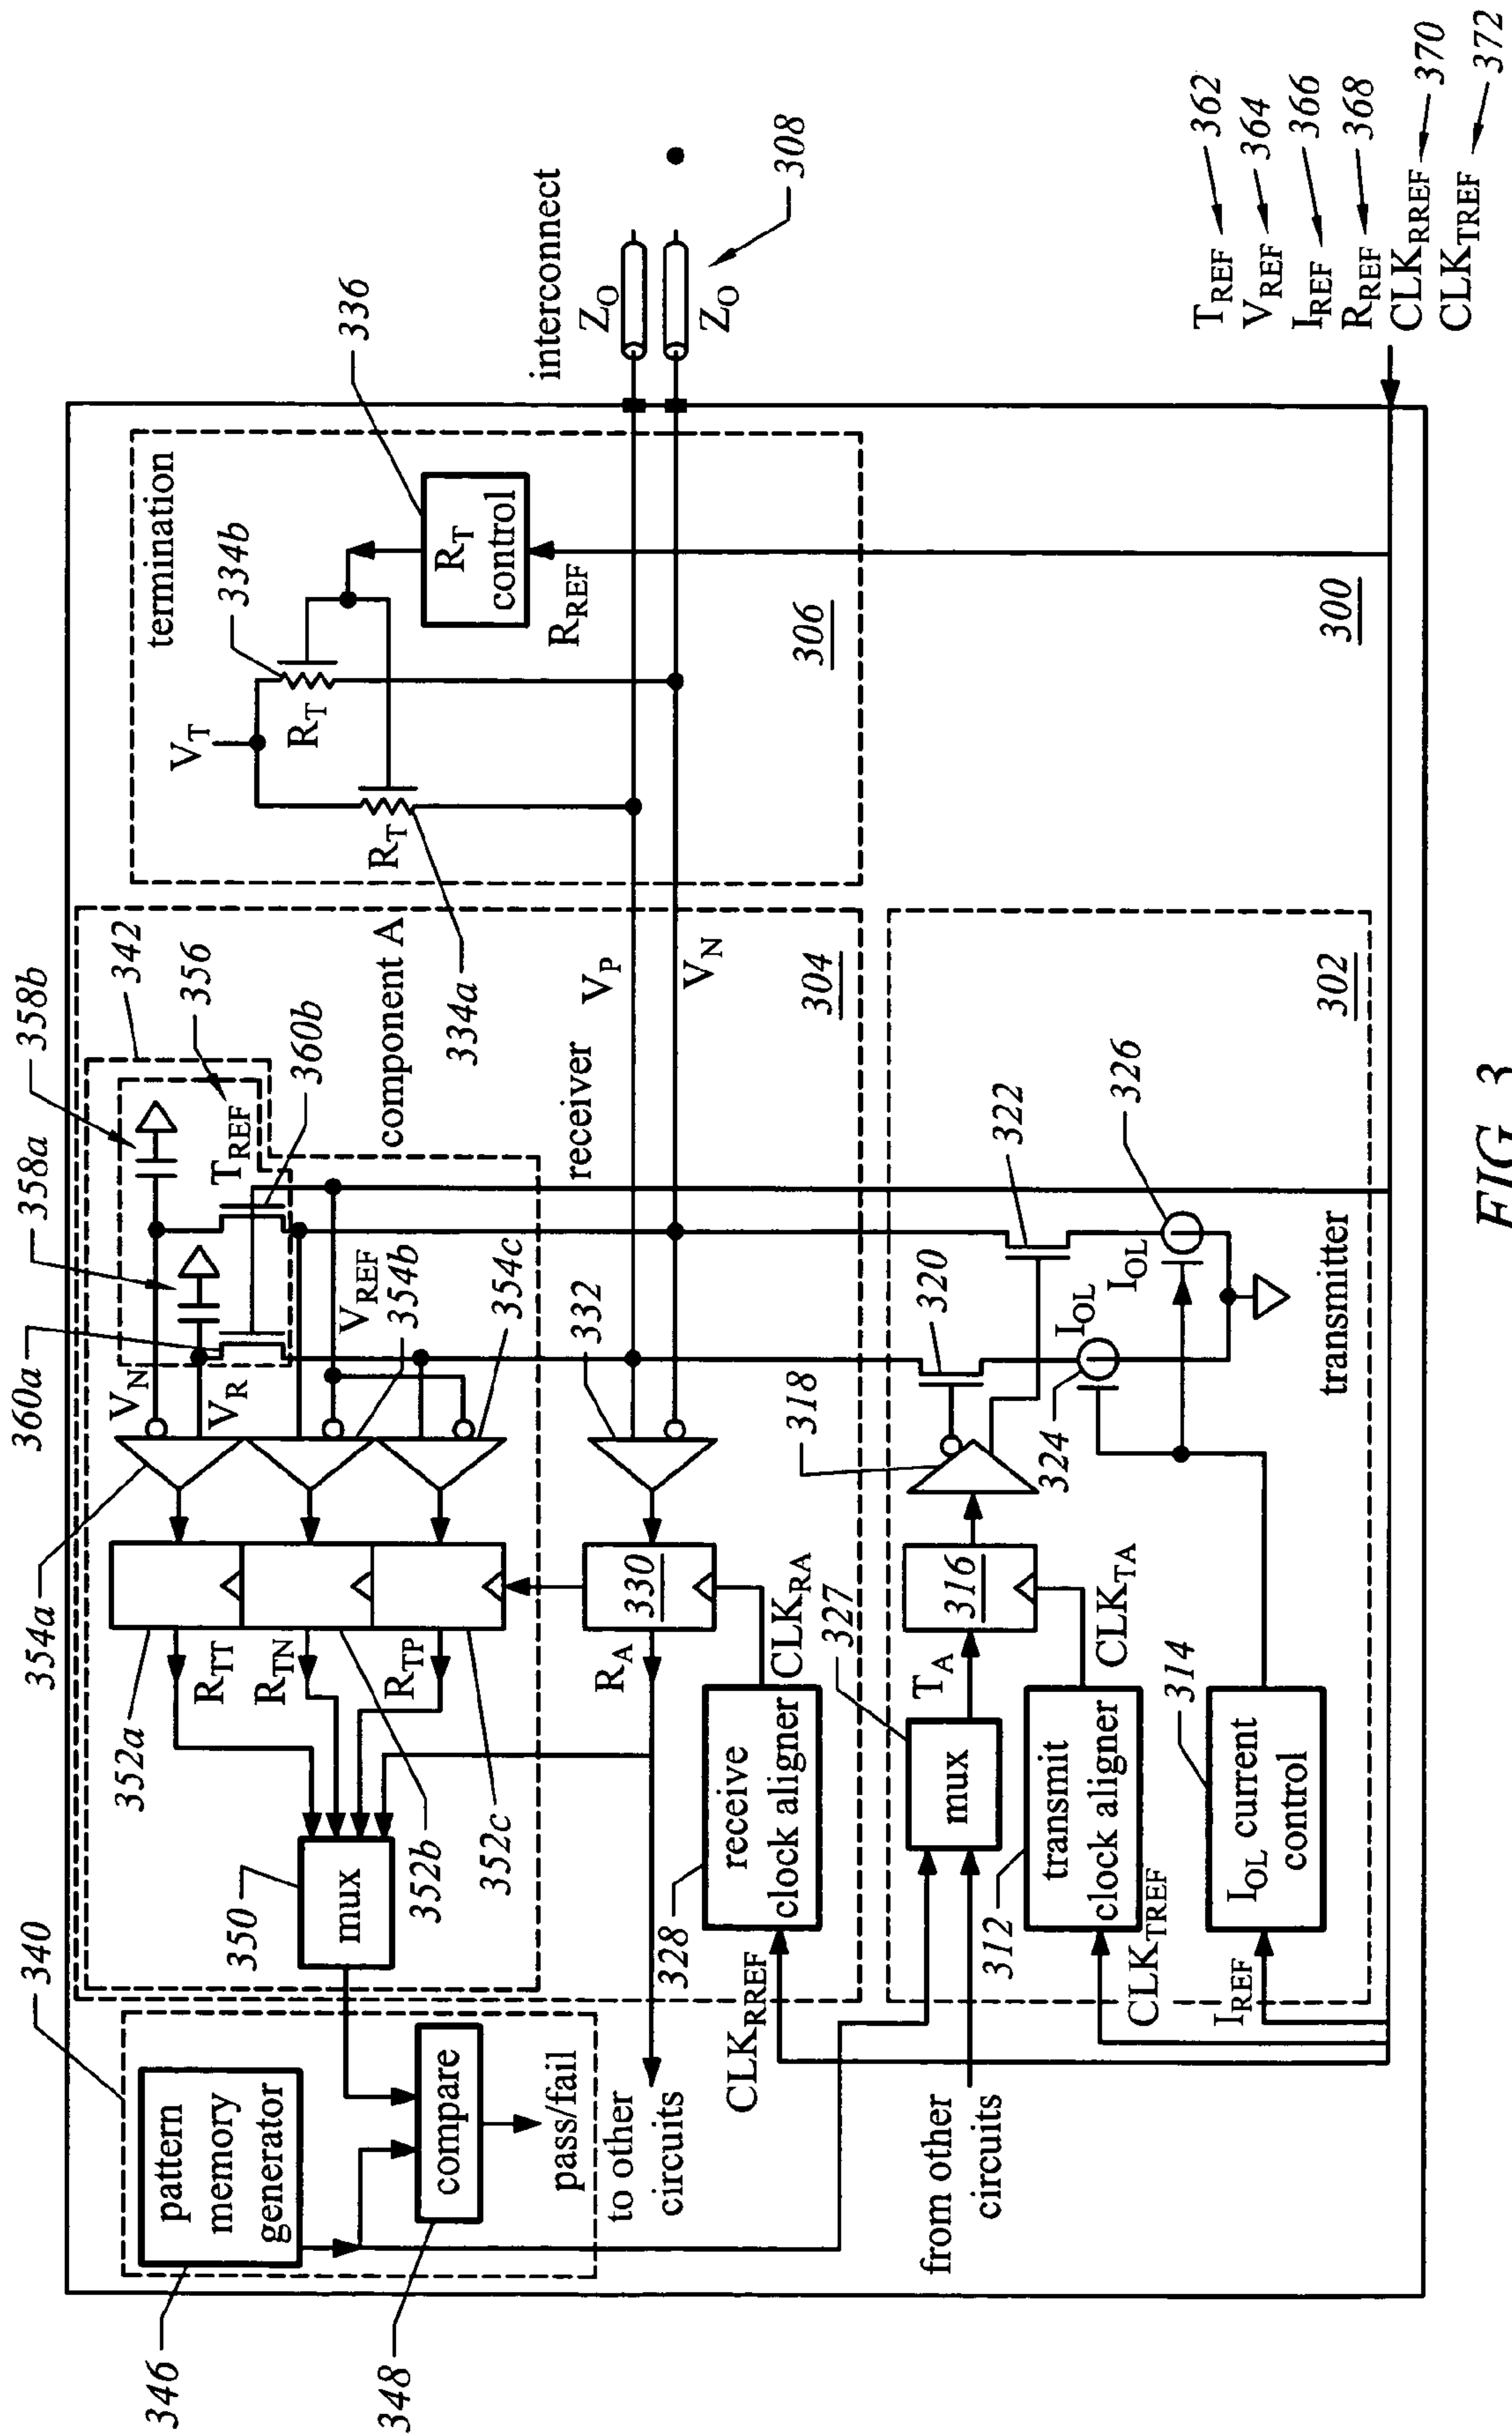 340
346
pattern
memory
generator
348
compare
pass/fail
to other
circuits
350
mux
352a
352b
352c
R_TT
R_TN
R_TP
354a
354b
354c
360a
358a
358b
342
356
360b
V_N
V_R
T_REF
V_REF
component A
receiver
332
330
R_A
CLK_RA
328
receive
clock aligner
CLK_RREF
304
V_P
V_N
334a
termination
V_T
R_T
R_T
334b
336
R_T
control
R_REF
306
interconnect
Z_O
Z_O
308
from other
circuits
327
mux
T_A
316
318
320
322
CLK_TA
312
transmit
clock aligner
CLK_TREF
314
I_OL current
control
I_REF
324
I_OL
I_OL
326
transmitter
302
300
T_REF 362
V_REF 364
I_REF 366
R_REF 368
CLK_RREF 370
CLK_TREF 372
FIG. 3